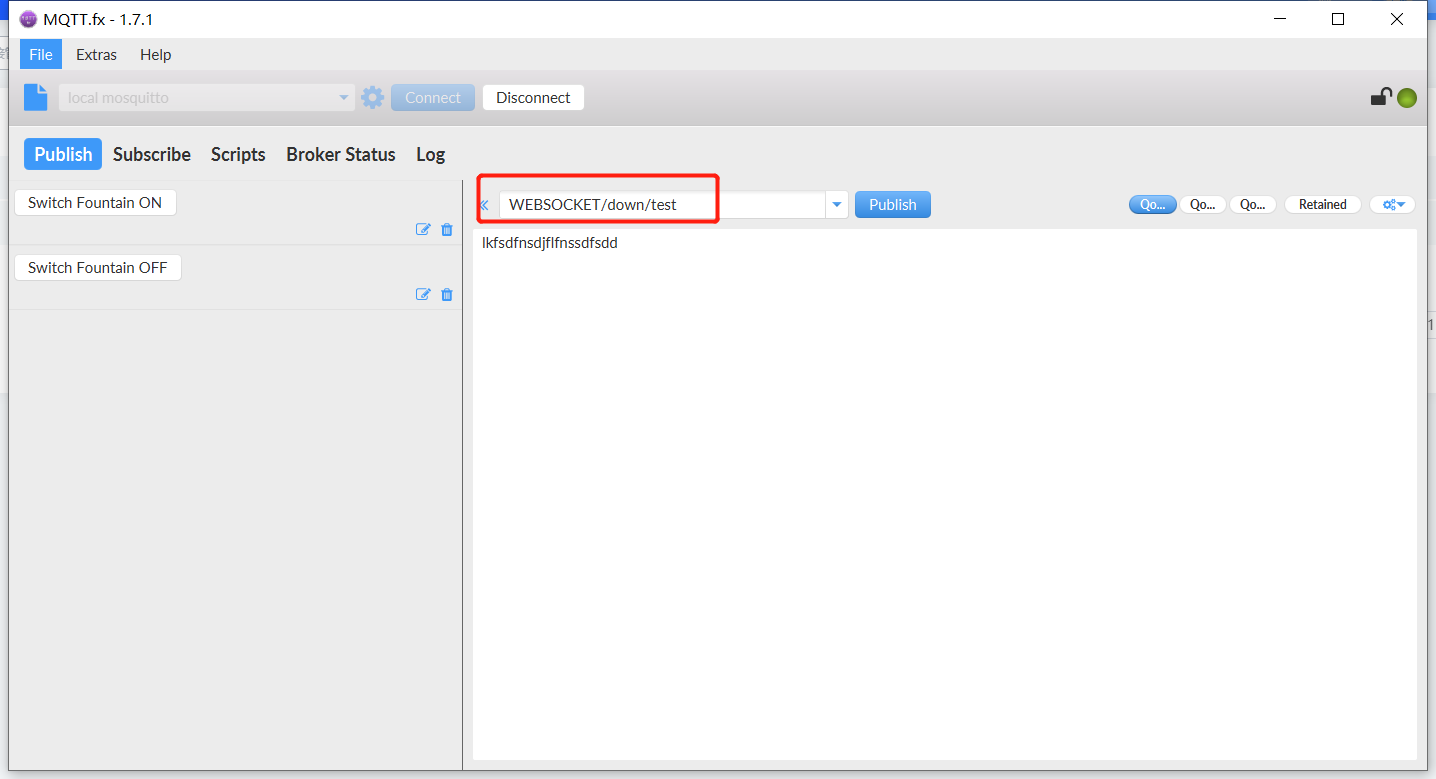 MQTT.fx - 1.7.1
File Extras Help
local mosquitto Connect Disconnect
Publish Subscribe Scripts Broker Status Log
Switch Fountain ON
Switch Fountain OFF
WEBSOCKET/down/test Publish Qo... Qo... Qo... Retained
lkfsdfnsdjflfnssdfsdd
1